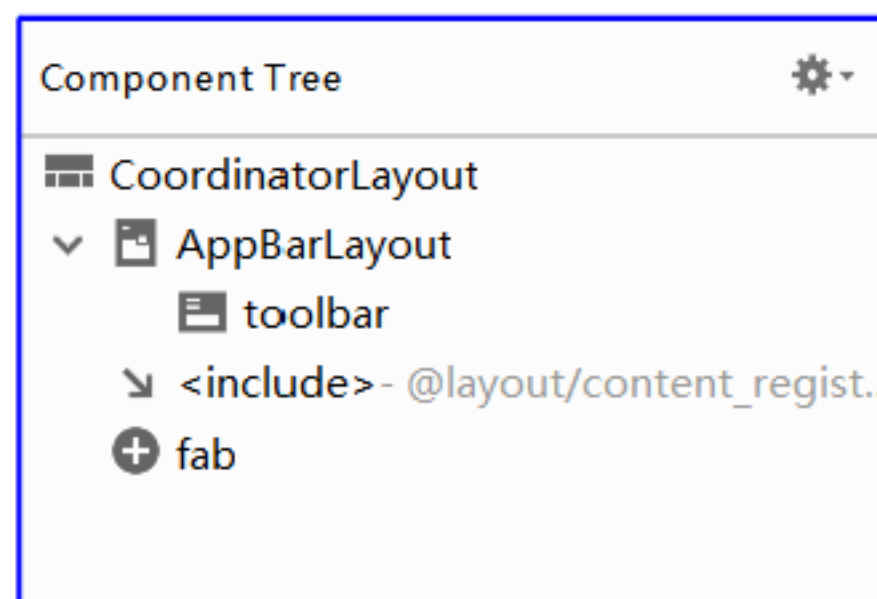 Component Tree
CoordinatorLayout
AppBarLayout
toolbar
<include> - @layout/content_regist..
fab